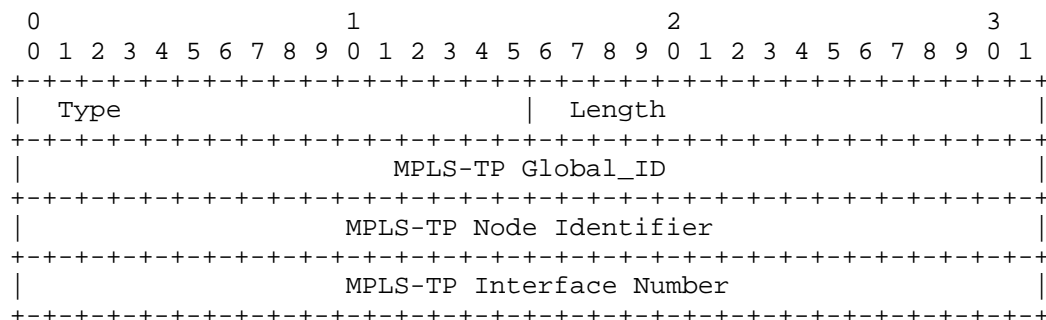 0                   1                   2                   3
 0 1 2 3 4 5 6 7 8 9 0 1 2 3 4 5 6 7 8 9 0 1 2 3 4 5 6 7 8 9 0 1
+-+-+-+-+-+-+-+-+-+-+-+-+-+-+-+-+-+-+-+-+-+-+-+-+-+-+-+-+-+-+-+-+
|  Type                         |  Length                       |
+-+-+-+-+-+-+-+-+-+-+-+-+-+-+-+-+-+-+-+-+-+-+-+-+-+-+-+-+-+-+-+-+
|                       MPLS-TP Global_ID                       |
+-+-+-+-+-+-+-+-+-+-+-+-+-+-+-+-+-+-+-+-+-+-+-+-+-+-+-+-+-+-+-+-+
|                    MPLS-TP Node Identifier                    |
+-+-+-+-+-+-+-+-+-+-+-+-+-+-+-+-+-+-+-+-+-+-+-+-+-+-+-+-+-+-+-+-+
|                    MPLS-TP Interface Number                   |
+-+-+-+-+-+-+-+-+-+-+-+-+-+-+-+-+-+-+-+-+-+-+-+-+-+-+-+-+-+-+-+-+